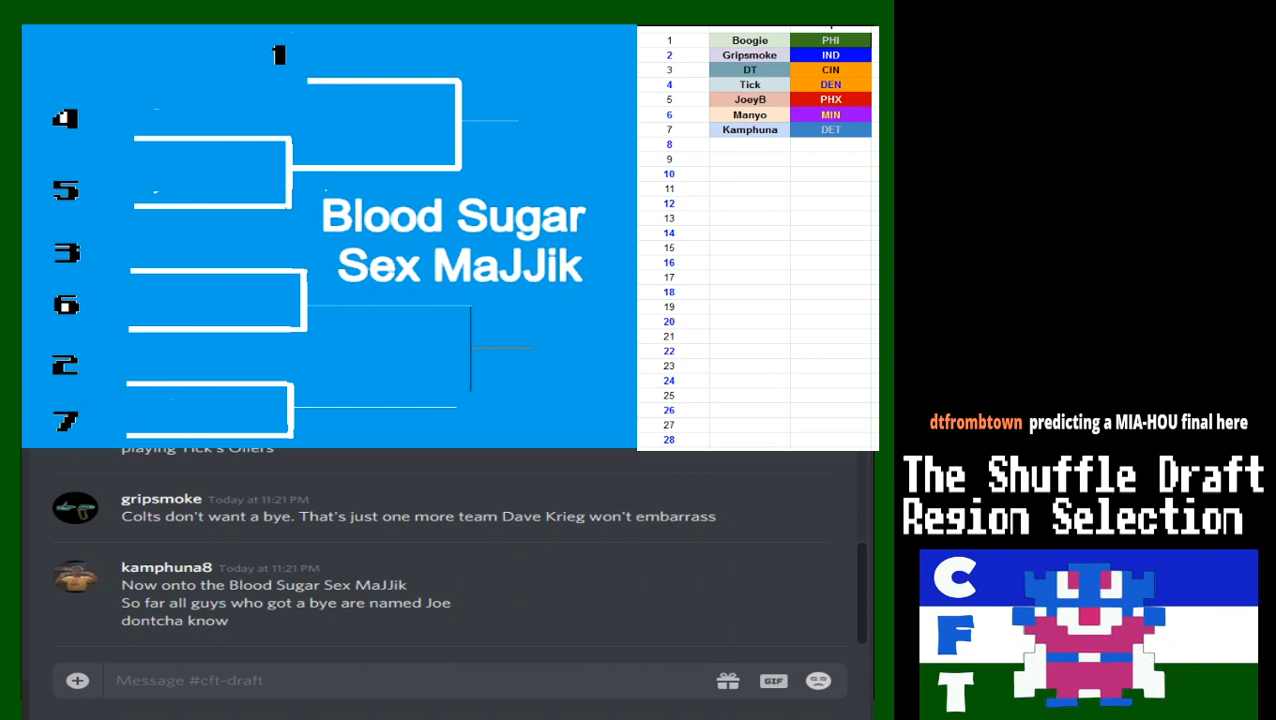 1
4
5
3
6
2
7
Blood Sugar
Sex MaJJik
1 Boogie PHI
2 Gripsmoke IND
3 DT CIN
4 Tick DEN
5 JoeyB PHX
6 Manyo MIN
7 Kamphuna DET
8
9
10
11
12
13
14
15
16
17
18
19
20
21
22
23
24
25
26
27
28
playing Tick's Oilers
gripsmoke Today at 11:21 PM
Colts don't want a bye. That's just one more team Dave Krieg won't embarrass
kamphuna8 Today at 11:21 PM
Now onto the Blood Sugar Sex MaJJik
So far all guys who got a bye are named Joe
dontcha know
Message #cft-draft
GIF
dtfrombtown predicting a MIA-HOU final here
The Shuffle Draft
Region Selection
C
F
T